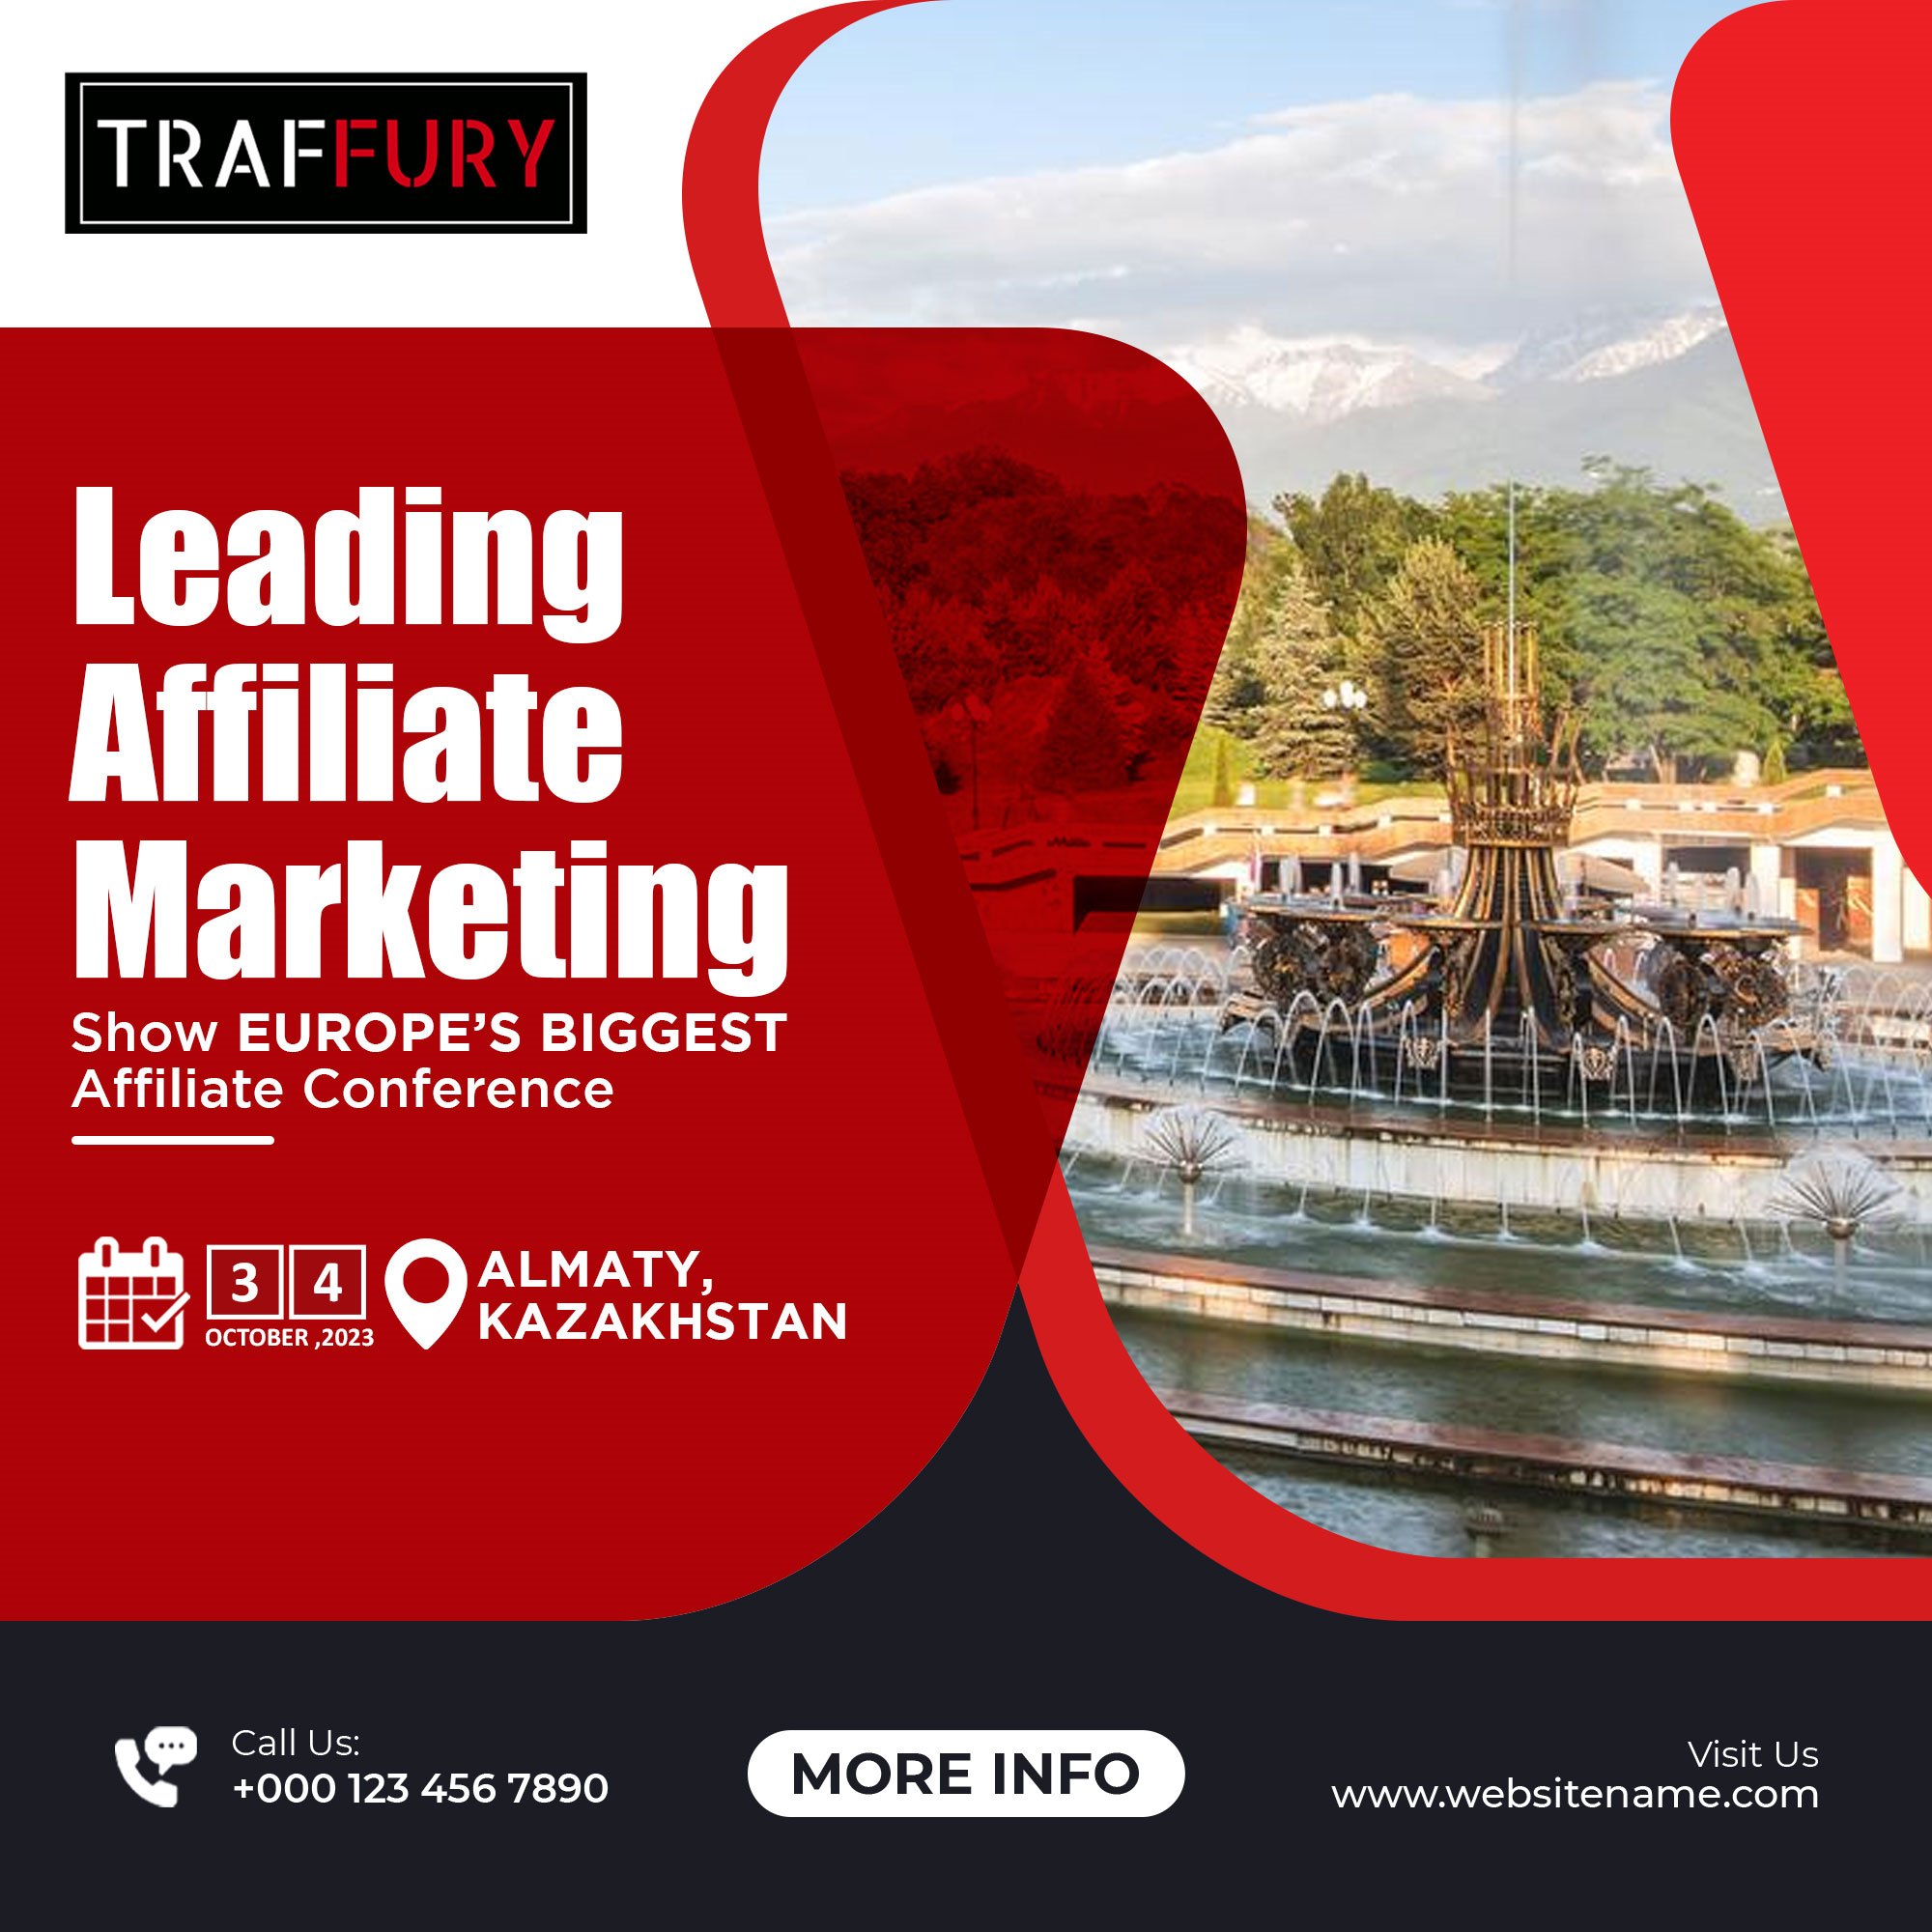 TRAFFURY
Leading
Affiliate
Marketing
Show EUROPE’S BIGGEST
Affiliate Conference
3 4
OCTOBER ,2023
ALMATY,
KAZAKHSTAN
Call Us:
+000 123 456 7890
MORE INFO
Visit Us
www.websitename.com